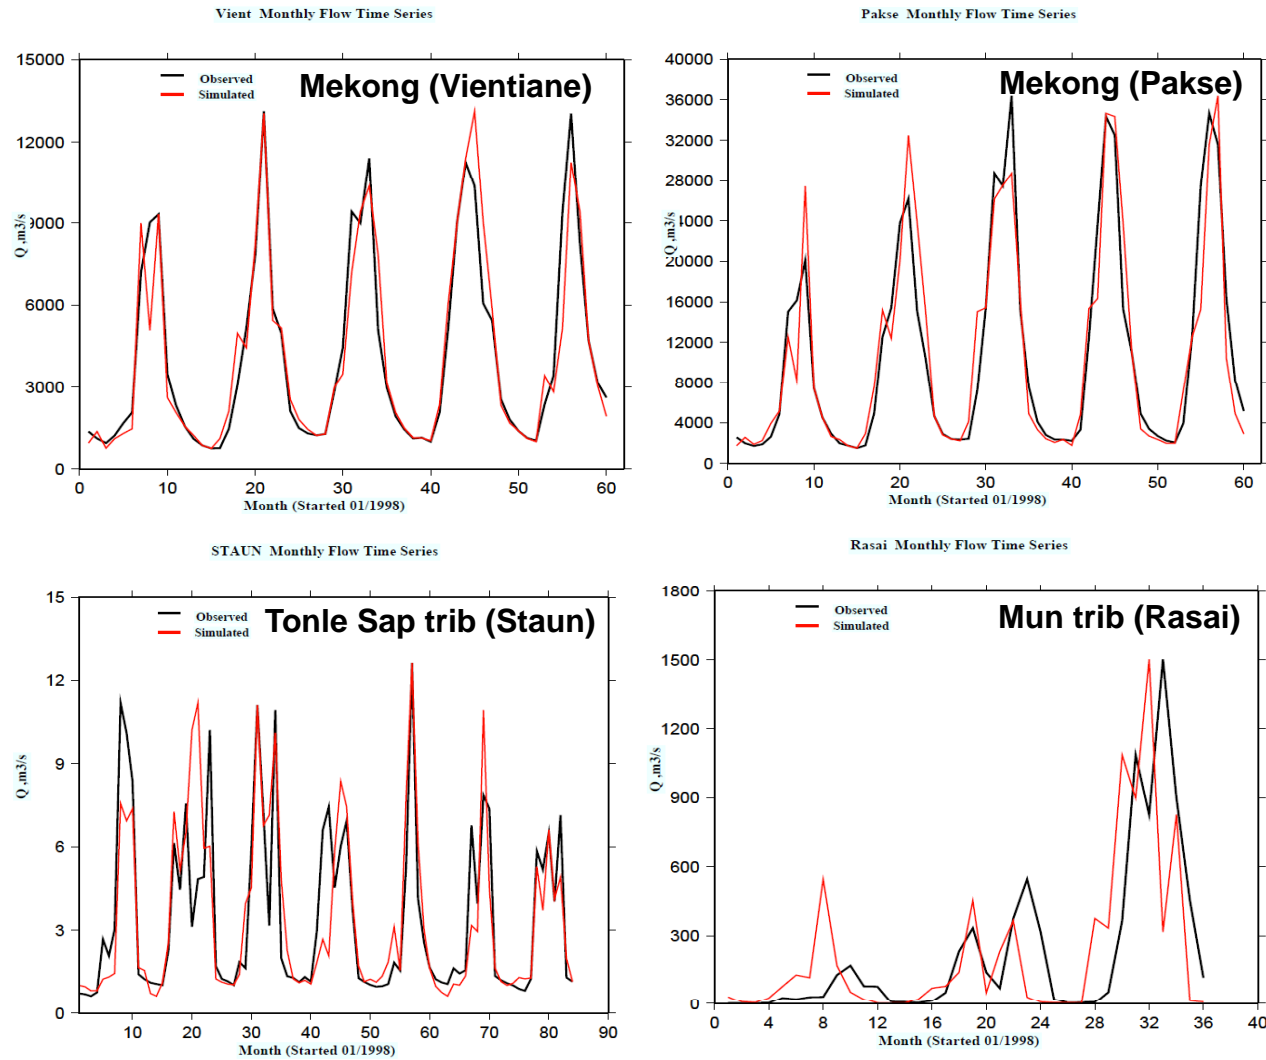 Vient Monthly Flow Time Series
15000
12000
9000
6000
3000
0
Q ,m3/s
Observed
Simulated
Mekong (Vientiane)
0 10 20 30 40 50 60
Month (Started 01/1998)
Pakse Monthly Flow Time Series
40000
36000
32000
28000
24000
20000
16000
12000
8000
4000
0
Q ,m3/s
Observed
Simulated
Mekong (Pakse)
0 10 20 30 40 50 60
Month (Started 01/1998)
STAUN Monthly Flow Time Series
15
12
9
6
3
0
Q ,m3/s
Observed
Simulated
Tonle Sap trib (Staun)
10 20 30 40 50 60 70 80 90
Month (Started 01/1998)
Rasai Monthly Flow Time Series
1800
1500
1200
900
600
300
0
Q ,m3/s
Observed
Simulated
Mun trib (Rasai)
0 4 8 12 16 20 24 28 32 36 40
Month (Started 01/1998)